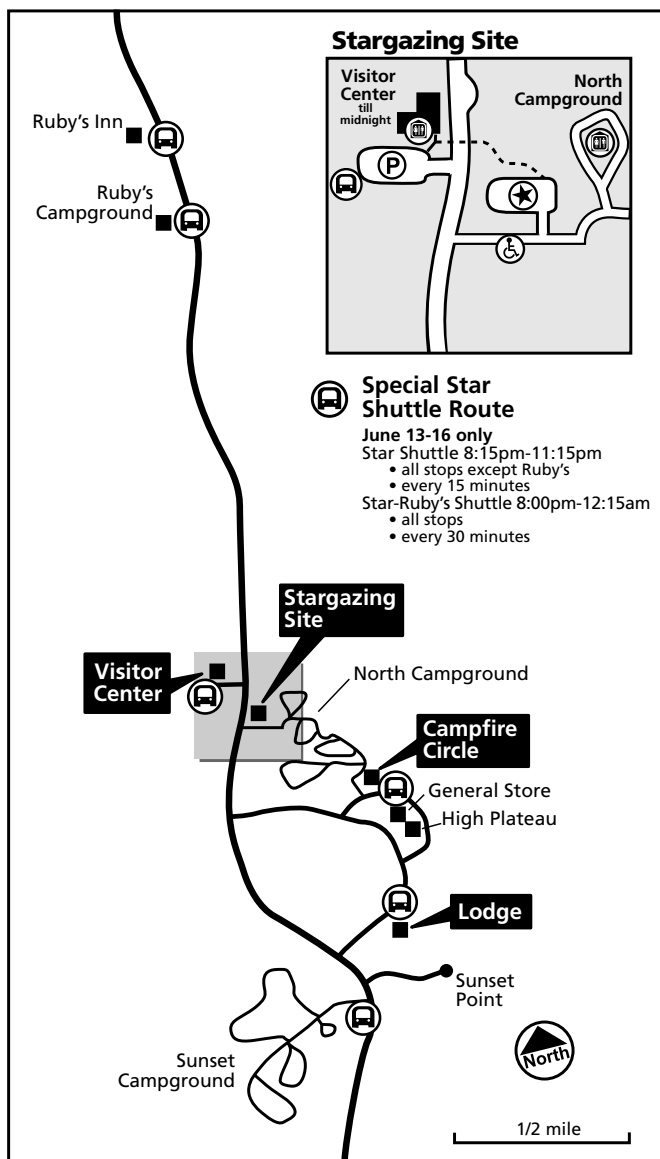 Stargazing Site
Visitor
Center
till
midnight
North
Campground
P
Ruby's Inn
Ruby's
Campground
Special Star
Shuttle Route
June 13-16 only
Star Shuttle 8:15pm-11:15pm
• all stops except Ruby's
• every 15 minutes
Star-Ruby's Shuttle 8:00pm-12:15am
• all stops
• every 30 minutes
Stargazing
Site
Visitor
Center
North Campground
Campfire
Circle
General Store
High Plateau
Lodge
Sunset
Point
Sunset
Campground
North
1/2 mile